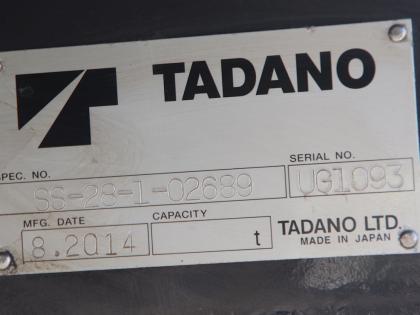 TADANO
SPEC. NO.
SS-28-1-02689
SERIAL NO.
UG1093
MFG. DATE
8.2014
CAPACITY
t
TADANO LTD.
MADE IN JAPAN